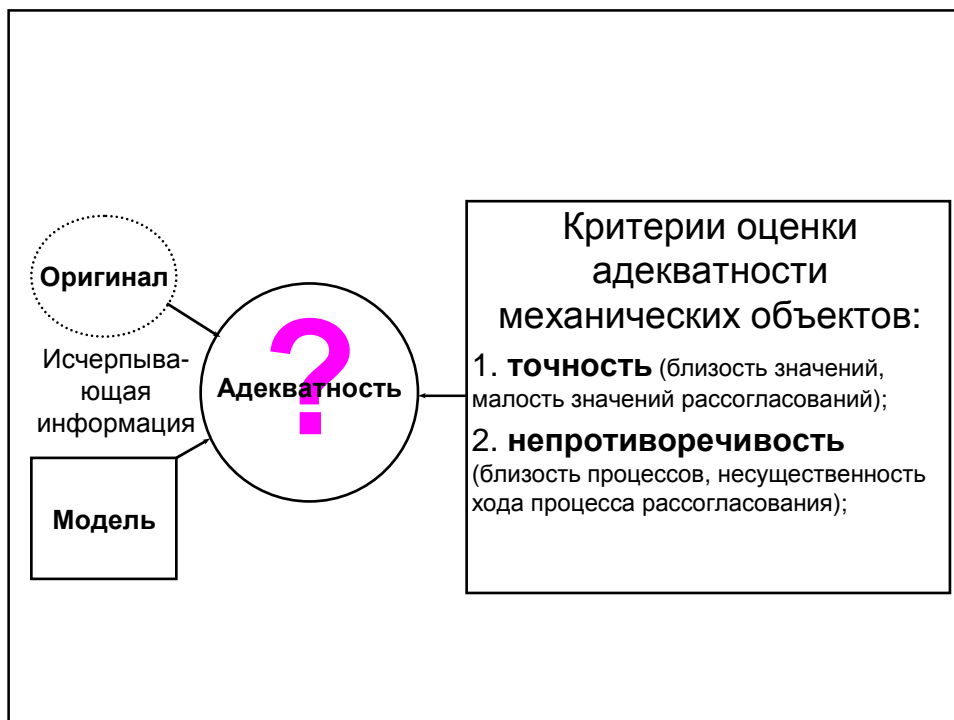 Оригинал
Исчерпыва-
ющая
информация
Модель
?
Адекватность
Критерии оценки
адекватности
механических объектов:
1. точность (близость значений,
малость значений рассогласований);
2. непротиворечивость
(близость процессов, несущественность
хода процесса рассогласования);